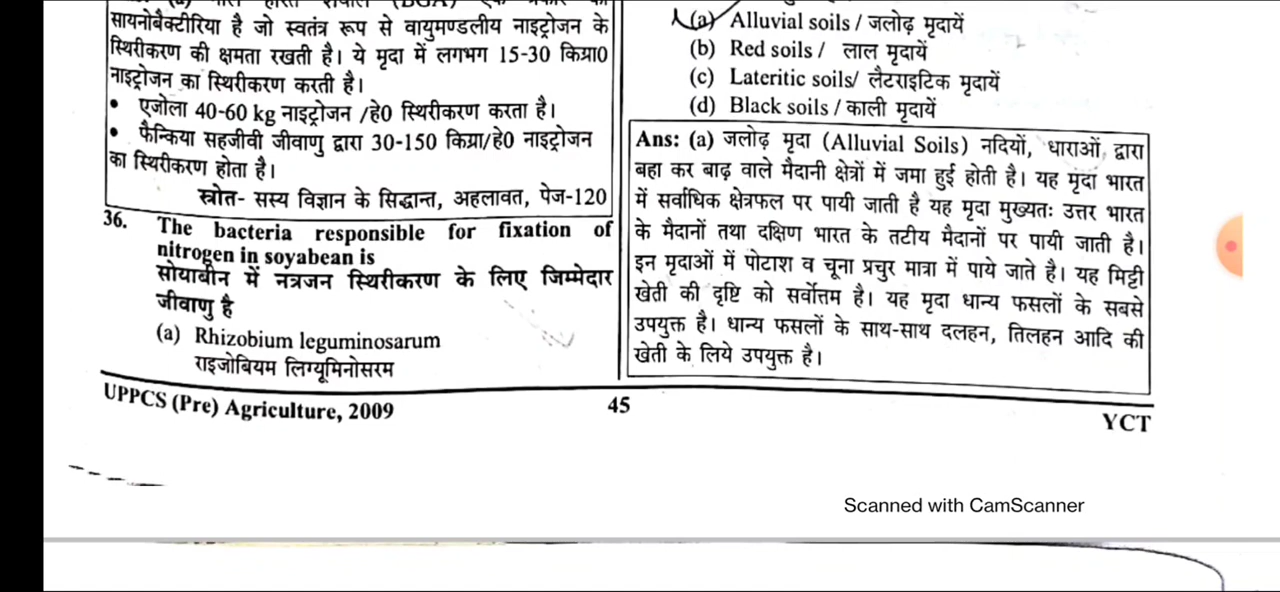 सायनोबैक्टीरिया है जो स्वतंत्र रूप से वायुमण्डलीय नाइट्रोजन के
स्थिरीकरण की क्षमता रखती है। ये मृदा में लगभग 15-30 किग्रा0
नाइट्रोजन का स्थिरीकरण करती है।
• एजोला 40-60 kg नाइट्रोजन /हे0 स्थिरीकरण करता है।
• फैन्किया सहजीवी जीवाणु द्वारा 30-150 किग्रा/हे0 नाइट्रोजन
का स्थिरीकरण होता है।
स्रोत- सस्य विज्ञान के सिद्धान्त, अहलावत, पेज-120
36. The bacteria responsible for fixation of
nitrogen in soyabean is
सोयाबीन में नत्रजन स्थिरीकरण के लिए जिम्मेदार
जीवाणु है
(a) Rhizobium leguminosarum
राइजोबियम लिग्यूमिनोसरम
(a) Alluvial soils / जलोढ़ मृदायें
(b) Red soils / लाल मृदायें
(c) Lateritic soils/ लैटराइटिक मृदायें
(d) Black soils / काली मृदायें
Ans: (a) जलोढ़ मृदा (Alluvial Soils) नदियों, धाराओं, द्वारा
बहा कर बाढ़ वाले मैदानी क्षेत्रों में जमा हुई होती है। यह मृदा भारत
में सर्वाधिक क्षेत्रफल पर पायी जाती है यह मृदा मुख्यतः उत्तर भारत
के मैदानों तथा दक्षिण भारत के तटीय मैदानों पर पायी जाती है।
इन मृदाओं में पोटाश व चूना प्रचुर मात्रा में पाये जाते है। यह मिट्टी
खेती की दृष्टि को सर्वोत्तम है। यह मृदा धान्य फसलों के सबसे
उपयुक्त है। धान्य फसलों के साथ-साथ दलहन, तिलहन आदि की
खेती के लिये उपयुक्त है।
UPPCS (Pre) Agriculture, 2009
45
YCT
Scanned with CamScanner